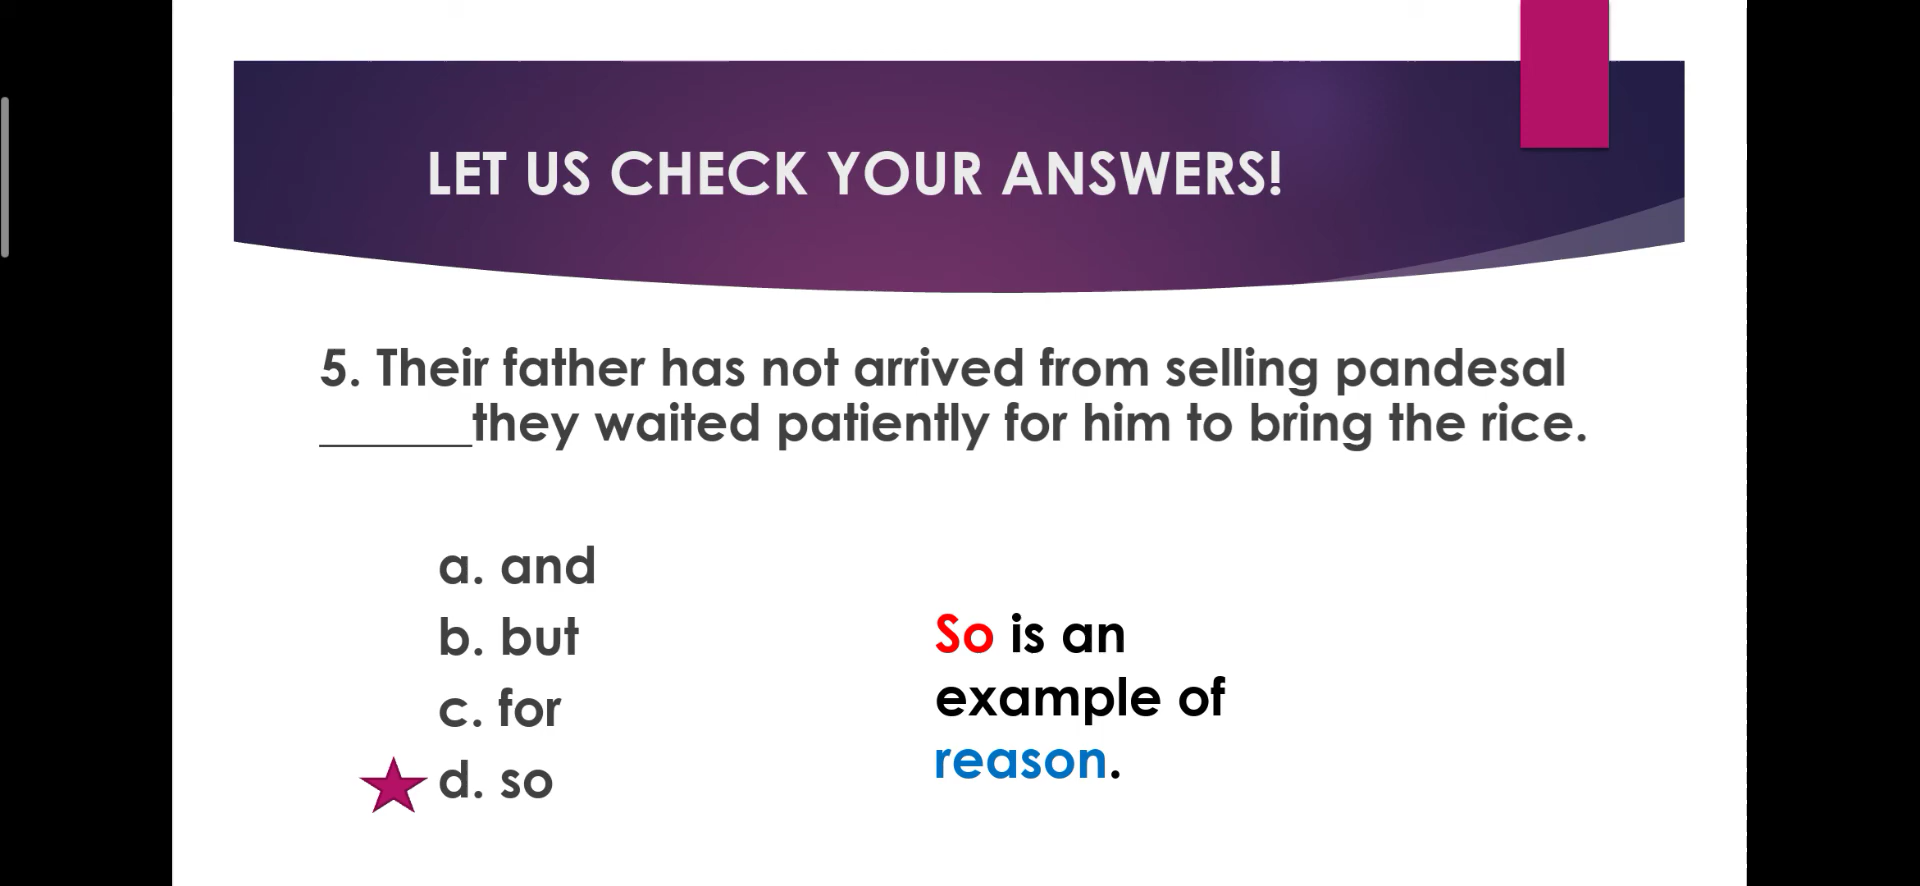 LET US CHECK YOUR ANSWERS!
5. Their father has not arrived from selling pandesal
_______they waited patiently for him to bring the rice.
a. and
b. but
c. for
d. so
So is an
example of
reason.